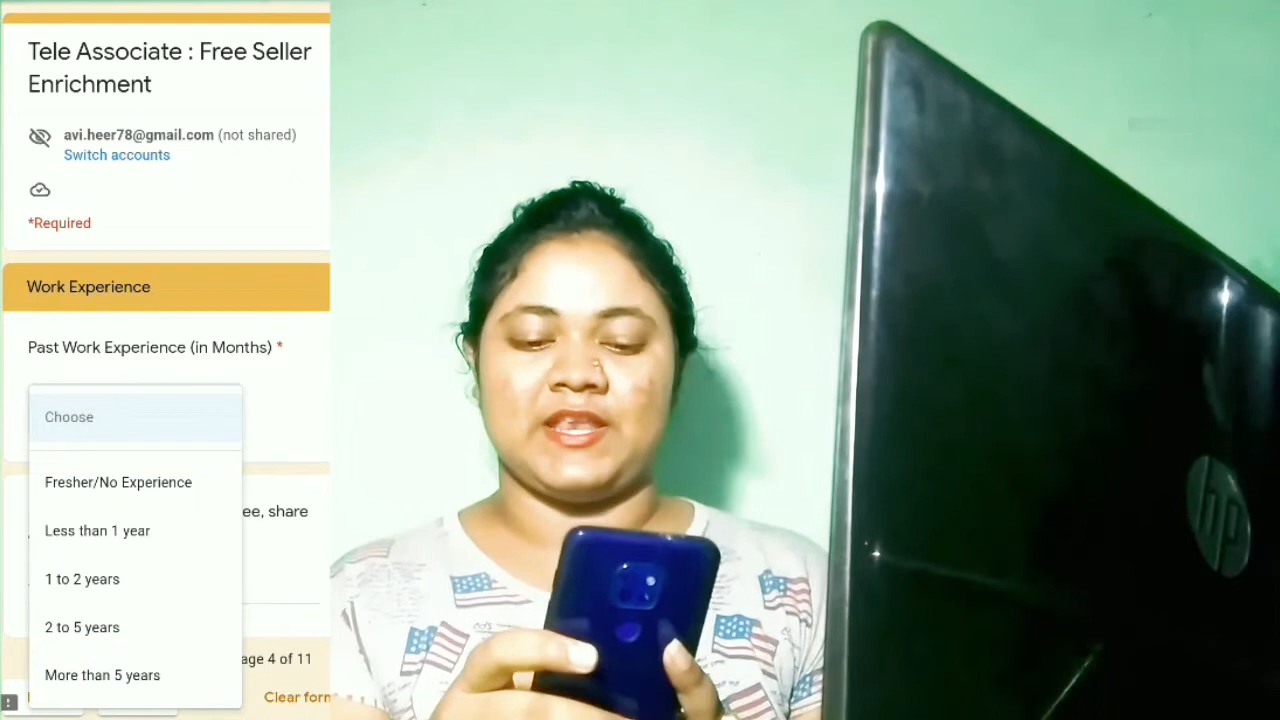 Tele Associate : Free Seller
Enrichment
avi.heer78@gmail.com (not shared)
Switch accounts
*Required
Work Experience
Past Work Experience (in Months) *
Choose
Fresher/No Experience
ee, share
Less than 1 year
1 to 2 years
2 to 5 years
age 4 of 11
More than 5 years
Clear form
hp